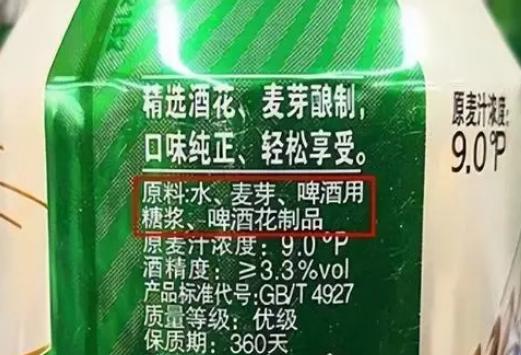 精选酒花、麦芽酿制，
口味纯正、轻松享受。
原料:水、麦芽、啤酒用
糖浆、啤酒花制品
原麦汁浓度：9.0°P
酒精度：≥3.3%vol
产品标准代号:GB/T 4927
质量等级：优级
保质期：360天
原麦汁浓度:
9.0°P